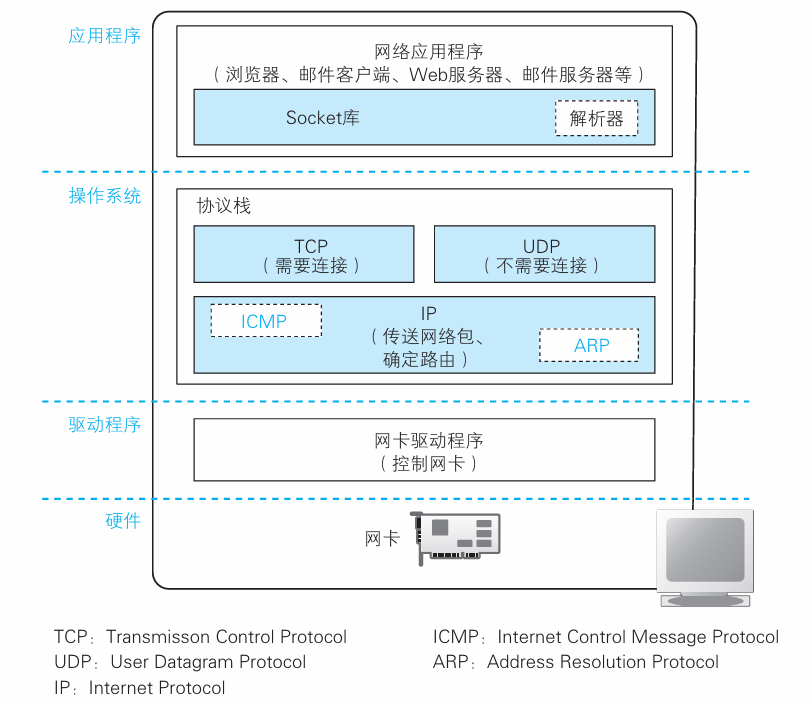 应用程序
网络应用程序
（浏览器、邮件客户端、Web服务器、邮件服务器等）
Socket库
解析器
操作系统
协议栈
TCP
（需要连接）
UDP
（不需要连接）
ICMP
IP
（传送网络包、
确定路由）
ARP
驱动程序
网卡驱动程序
（控制网卡）
硬件
网卡
TCP：Transmisson Control Protocol
UDP：User Datagram Protocol
IP：Internet Protocol
ICMP：Internet Control Message Protocol
ARP：Address Resolution Protocol